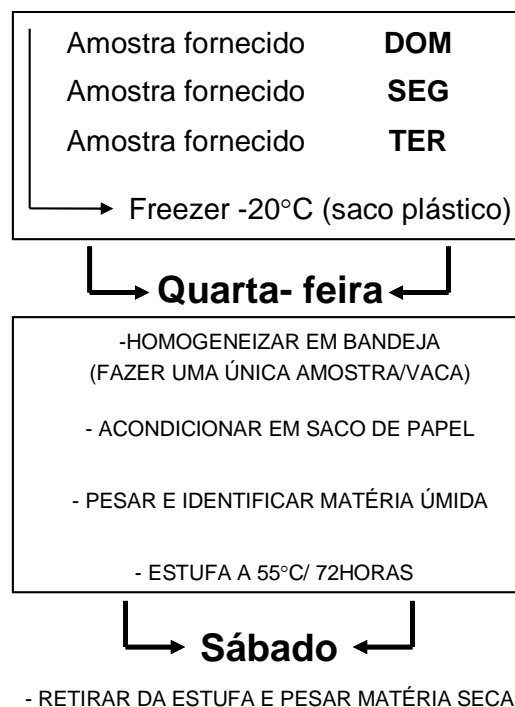 Amostra fornecido DOM
Amostra fornecido SEG
Amostra fornecido TER
Freezer -20°C (saco plástico)
Quarta- feira
-HOMOGENEIZAR EM BANDEJA
(FAZER UMA ÚNICA AMOSTRA/VACA)
- ACONDICIONAR EM SACO DE PAPEL
- PESAR E IDENTIFICAR MATÉRIA ÚMIDA
- ESTUFA A 55°C/ 72HORAS
Sábado
- RETIRAR DA ESTUFA E PESAR MATÉRIA SECA